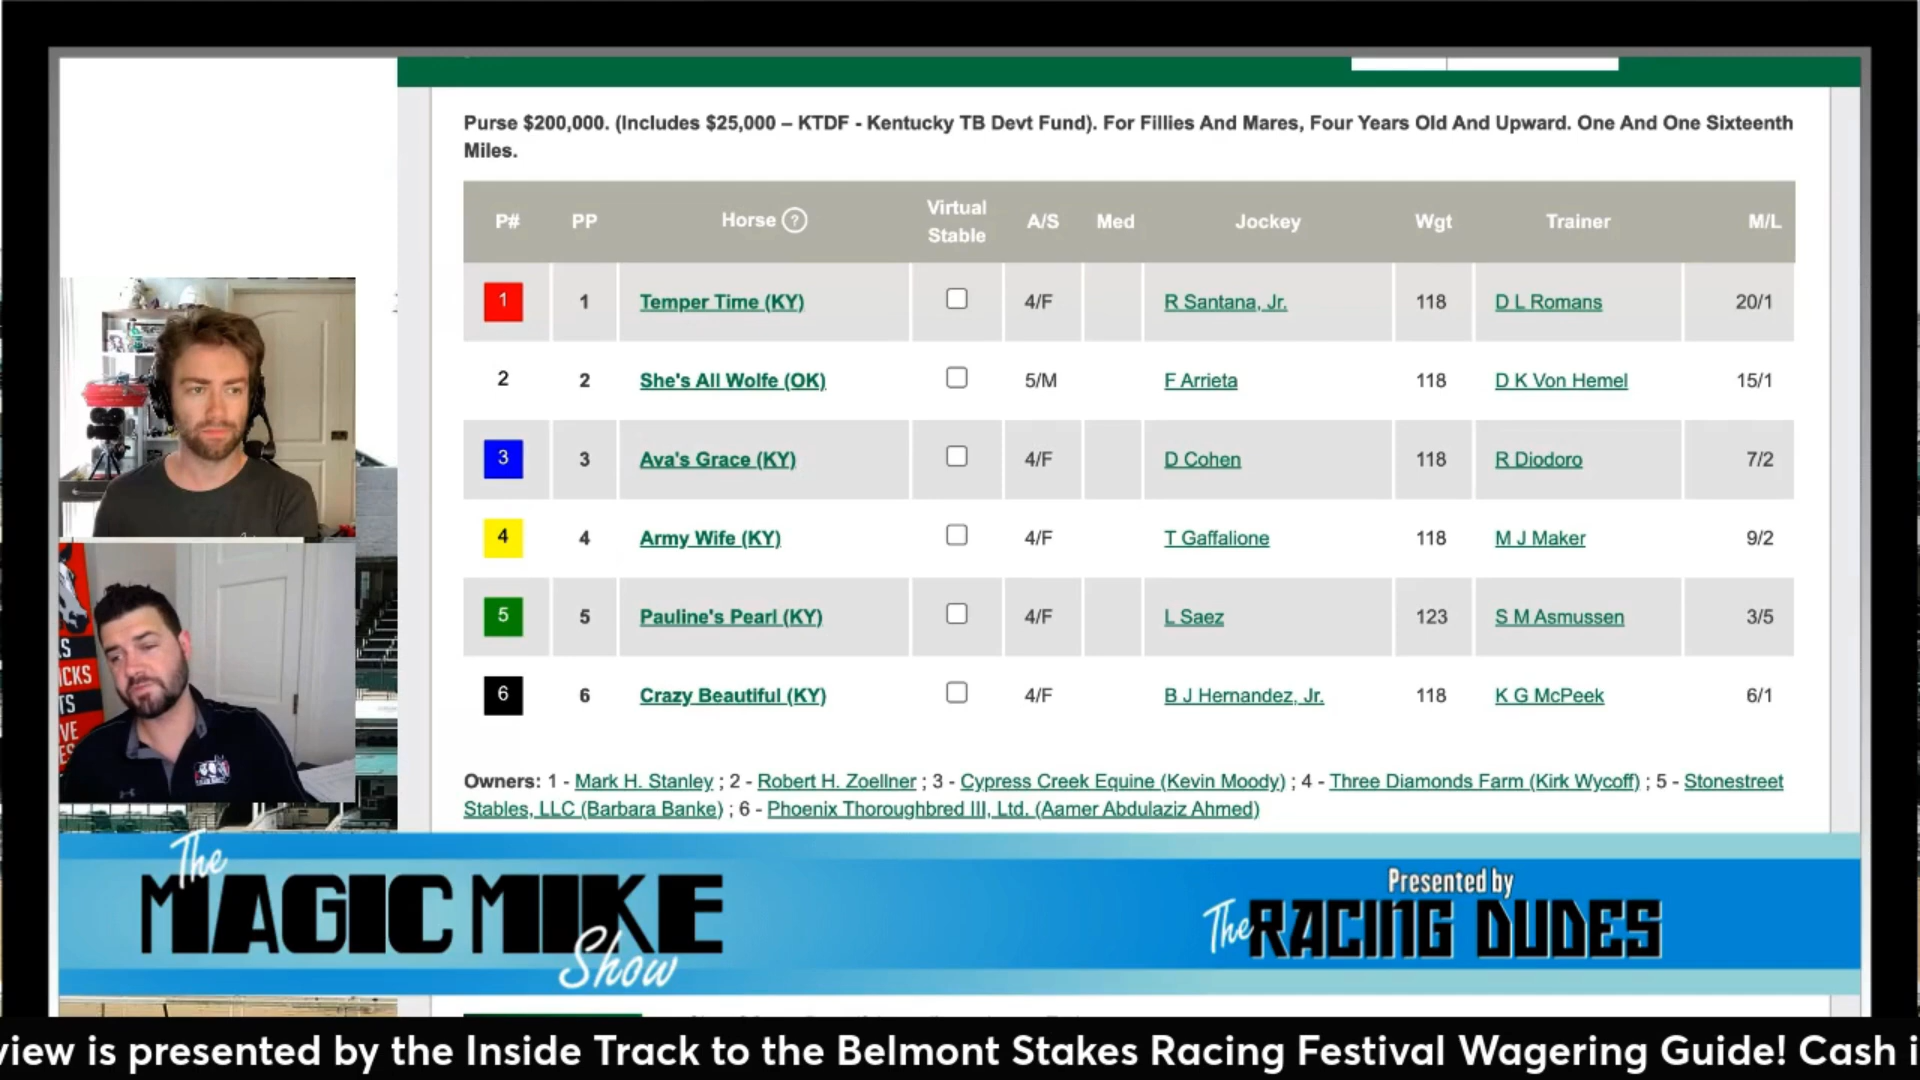 Purse $200,000. (Includes $25,000 – KTDF - Kentucky TB Devt Fund). For Fillies And Mares, Four Years Old And Upward. One And One Sixteenth
Miles.
P# PP Horse ? Virtual Stable A/S Med Jockey Wgt Trainer M/L
1 1 Temper Time (KY) 4/F R Santana, Jr. 118 D L Romans 20/1
2 2 She's All Wolfe (OK) 5/M F Arrieta 118 D K Von Hemel 15/1
3 3 Ava's Grace (KY) 4/F D Cohen 118 R Diodoro 7/2
4 4 Army Wife (KY) 4/F T Gaffalione 118 M J Maker 9/2
5 5 Pauline's Pearl (KY) 4/F L Saez 123 S M Asmussen 3/5
6 6 Crazy Beautiful (KY) 4/F B J Hernandez, Jr. 118 K G McPeek 6/1
Owners: 1 - Mark H. Stanley ; 2 - Robert H. Zoellner ; 3 - Cypress Creek Equine (Kevin Moody) ; 4 - Three Diamonds Farm (Kirk Wycoff) ; 5 - Stonestreet
Stables, LLC (Barbara Banke) ; 6 - Phoenix Thoroughbred III, Ltd. (Aamer Abdulaziz Ahmed)
The
MAGIC MIKE
Show
Presented by
The RACING DUDES
view is presented by the Inside Track to the Belmont Stakes Racing Festival Wagering Guide! Cash i